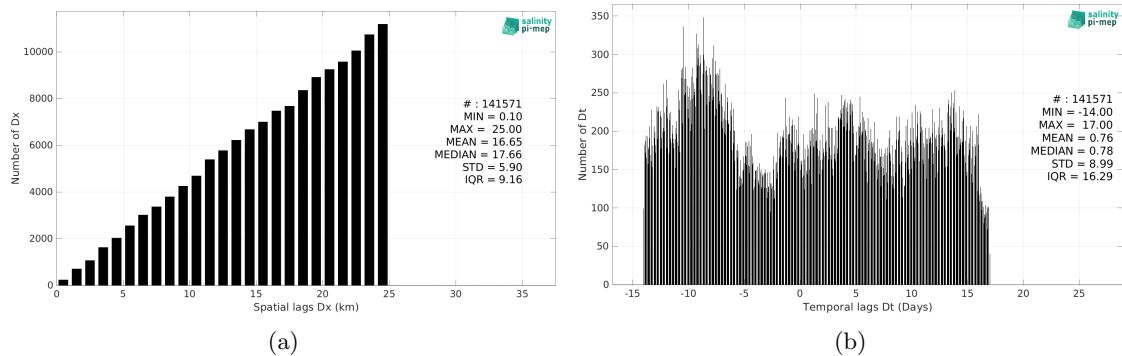 salinity
pi-mep
10000
8000
6000
4000
2000
0
Number of Dx
# : 141571
MIN = 0.10
MAX = 25.00
MEAN = 16.65
MEDIAN = 17.66
STD = 5.90
IQR = 9.16
0 5 10 15 20 25 30 35
Spatial lags Dx (km)
(a)
salinity
pi-mep
350
300
250
200
150
100
50
0
Number of Dt
# : 141571
MIN = -14.00
MAX = 17.00
MEAN = 0.76
MEDIAN = 0.78
STD = 8.99
IQR = 16.29
-15 -10 -5 0 5 10 15 20 25
Temporal lags Dt (Days)
(b)